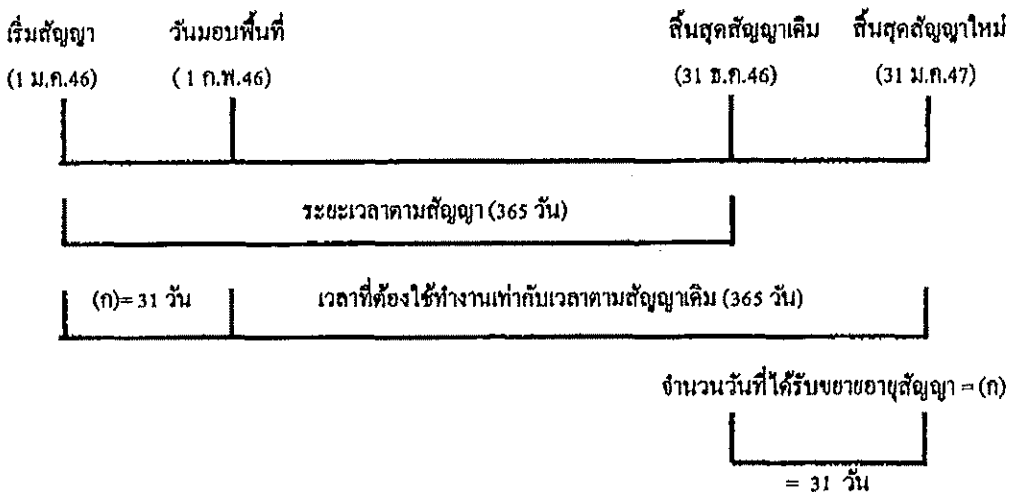 เริ่มสัญญา วันมอบพื้นที่ สิ้นสุดสัญญาเดิม สิ้นสุดสัญญาใหม่
(1 ม.ค.46) (1 ก.พ.46) (31 ธ.ค.46) (31 ม.ค.47)
ระยะเวลาตามสัญญา (365 วัน)
(ก)= 31 วัน เวลาที่ต้องใช้ทำงานเท่ากับเวลาตามสัญญาเดิม (365 วัน)
จำนวนวันที่ได้รับขยายอายุสัญญา = (ก)
= 31 วัน